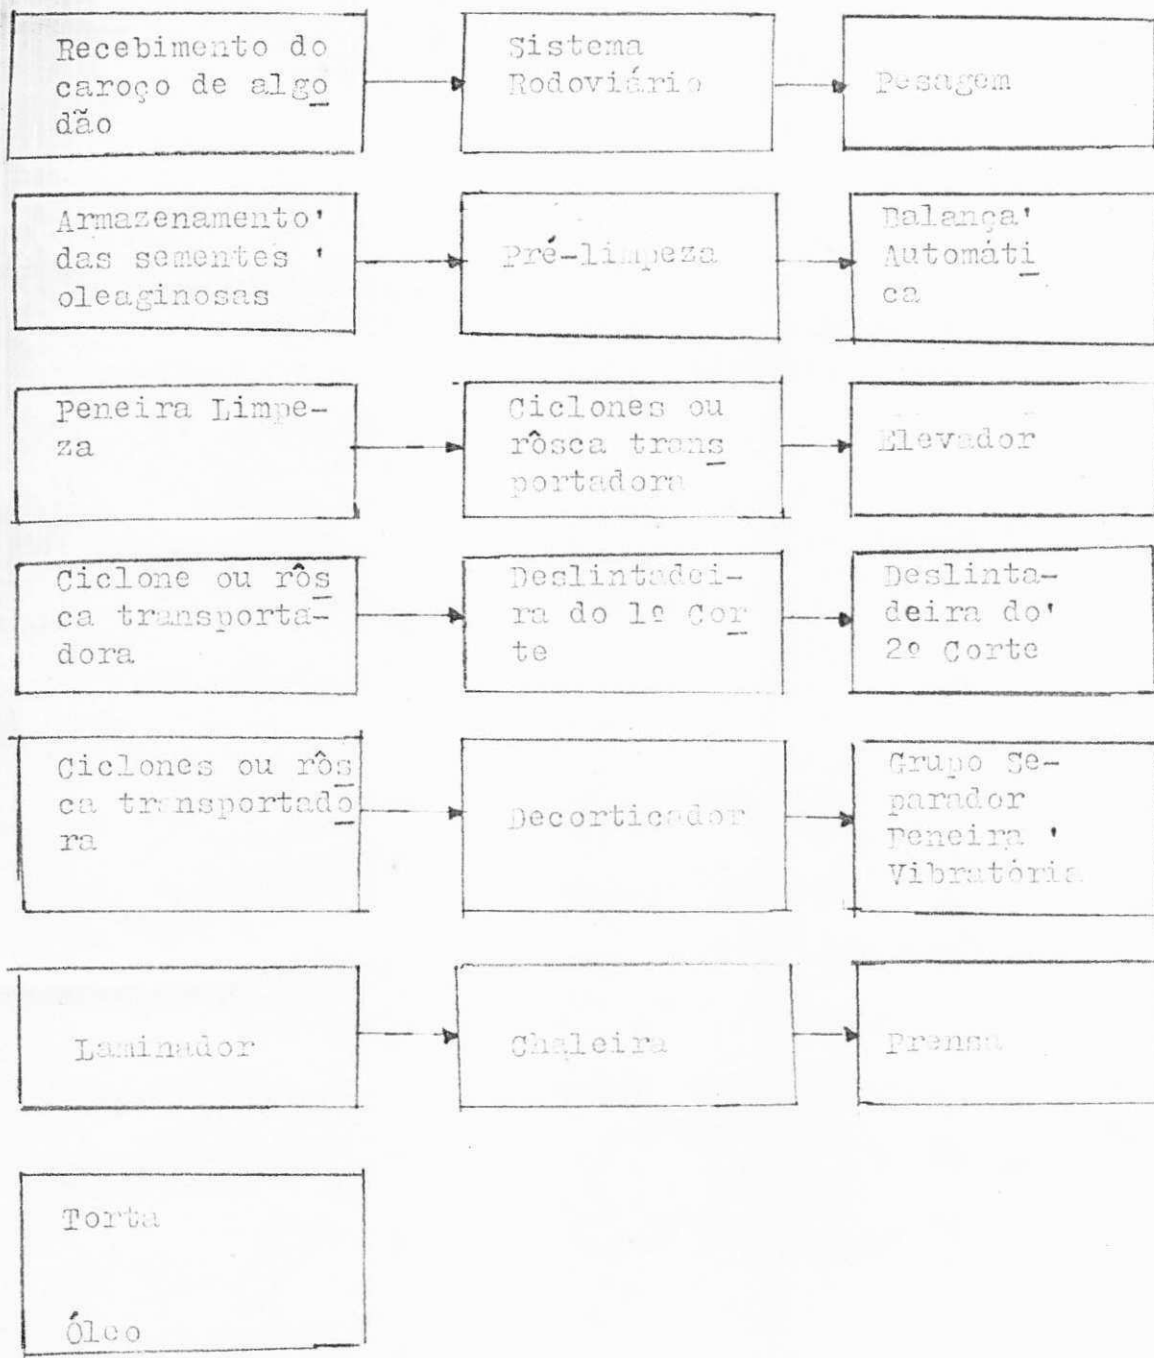 Recebimento do
caroço de algo
dão
Sistema
Rodoviário
Pesagem
Armazenamento'
das sementes '
oleaginosas
Pré-limpeza
Balança'
Automáti
ca
Peneira Limpe-
za
Ciclones ou
rôsca trans
portadora
Elevador
Ciclone ou rôs
ca transporta-
dora
Deslintadei-
ra do 1º Cor
te
Deslinta-
deira do'
2º Corte
Ciclones ou rôs
ca transportado
ra
Decorticador
Grupo Se-
parador
Peneira '
Vibratória
Laminador
Chaleira
Prensa
Torta
Óleo